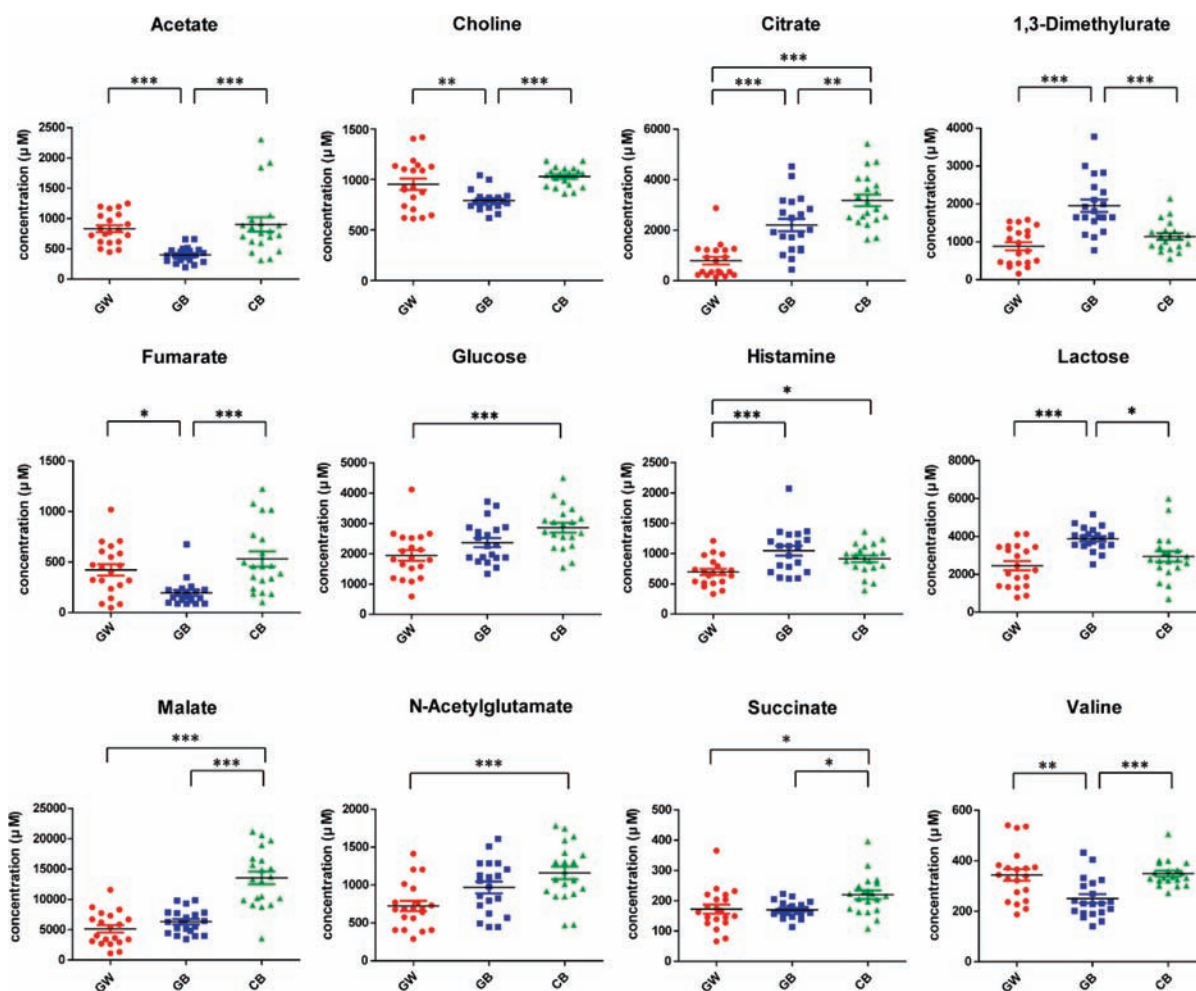 Acetate
*** ***
concentration (µM)
2500
2000
1500
1000
500
0
GW GB CB
Choline
** ***
concentration (µM)
1500
1000
500
0
GW GB CB
Citrate
***
*** **
concentration (µM)
6000
4000
2000
0
GW GB CB
1,3-Dimethylurate
*** ***
concentration (µM)
4000
3000
2000
1000
0
GW GB CB
Fumarate
* ***
concentration (µM)
1500
1000
500
0
GW GB CB
Glucose
***
concentration (µM)
5000
4000
3000
2000
1000
0
GW GB CB
Histamine
*
***
concentration (µM)
2500
2000
1500
1000
500
0
GW GB CB
Lactose
*** *
concentration (µM)
8000
6000
4000
2000
0
GW GB CB
Malate
***
***
concentration (µM)
25000
20000
15000
10000
5000
0
GW GB CB
N-Acetylglutamate
***
concentration (µM)
2000
1500
1000
500
0
GW GB CB
Succinate
*
*
concentration (µM)
500
400
300
200
100
0
GW GB CB
Valine
** ***
concentration (µM)
600
400
200
0
GW GB CB